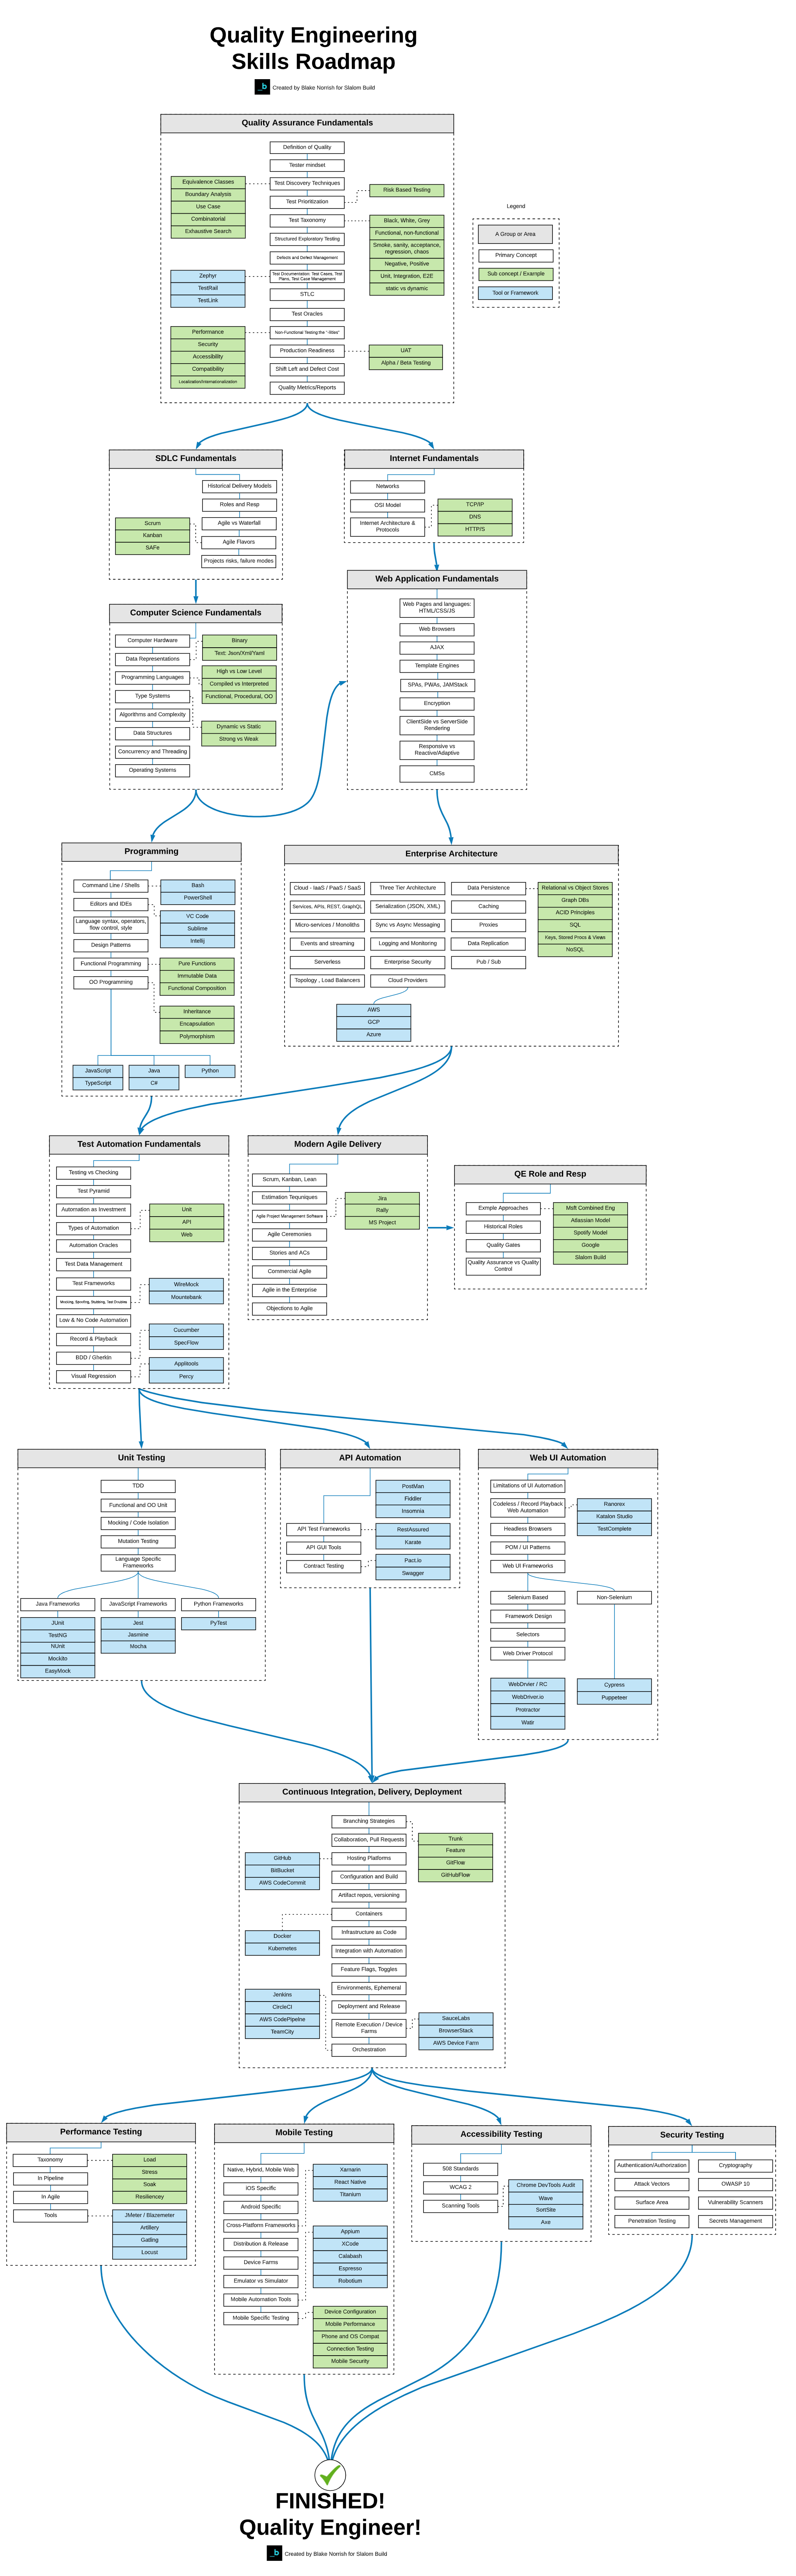 Quality Engineering
Skills Roadmap
_b
Created by Blake Norrish for Slalom Build
Quality Assurance Fundamentals
Definition of Quality
Tester mindset
Test Discovery Techniques
Equivalence Classes
Boundary Analysis
Use Case
Combinatorial
Exhaustive Search
Test Prioritization
Risk Based Testing
Test Taxonomy
Black, White, Grey
Functional, non-functional
Smoke, sanity, acceptance,
regression, chaos
Negative, Positive
Unit, Integration, E2E
static vs dynamic
Structured Exploratory Testing
Defects and Defect Management
Test Documentation: Test Cases, Test
Plans, Test Case Management
Zephyr
TestRail
TestLink
STLC
Test Oracles
Non-Functional Testing:the "-ilities"
Performance
Security
Accessibility
Compatibility
Localization/Internationalization
Production Readiness
UAT
Alpha / Beta Testing
Shift Left and Defect Cost
Quality Metrics/Reports
Legend
A Group or Area
Primary Concept
Sub concept / Example
Tool or Framework
SDLC Fundamentals
Historical Delivery Models
Roles and Resp
Agile vs Waterfall
Agile Flavors
Scrum
Kanban
SAFe
Projects risks, failure modes
Internet Fundamentals
Networks
OSI Model
Internet Architecture &
Protocols
TCP/IP
DNS
HTTP/S
Computer Science Fundamentals
Computer Hardware
Data Representations
Programming Languages
Type Systems
Algorithms and Complexity
Data Structures
Concurrency and Threading
Operating Systems
Binary
Text: Json/Xml/Yaml
High vs Low Level
Compiled vs Interpreted
Functional, Procedural, OO
Dynamic vs Static
Strong vs Weak
Web Application Fundamentals
Web Pages and languages:
HTML/CSS/JS
Web Browsers
AJAX
Template Engines
SPAs, PWAs, JAMStack
Encryption
ClientSide vs ServerSide
Rendering
Responsive vs
Reactive/Adaptive
CMSs
Programming
Command Line / Shells
Editors and IDEs
Language syntax, operators,
flow control, style
Design Patterns
Functional Programming
OO Programming
Bash
PowerShell
VC Code
Sublime
Intellij
Pure Functions
Immutable Data
Functional Composition
Inheritance
Encapsulation
Polymorphism
JavaScript
TypeScript
Java
C#
Python
Enterprise Architecture
Cloud - IaaS / PaaS / SaaS
Services, APIs, REST, GraphQL
Micro-services / Monoliths
Events and streaming
Serverless
Topology , Load Balancers
Three Tier Architecture
Serialization (JSON, XML)
Sync vs Async Messaging
Logging and Monitoring
Enterprise Security
Cloud Providers
Data Persistence
Caching
Proxies
Data Replication
Pub / Sub
Relational vs Object Stores
Graph DBs
ACID Principles
SQL
Keys, Stored Procs & Views
NoSQL
AWS
GCP
Azure
Test Automation Fundamentals
Testing vs Checking
Test Pyramid
Automation as Investment
Types of Automation
Automation Oracles
Test Data Management
Test Frameworks
Mocking, Spoofing, Stubbing, Test Doubles
Low & No Code Automation
Record & Playback
BDD / Gherkin
Visual Regression
Unit
API
Web
WireMock
Mountebank
Cucumber
SpecFlow
Applitools
Percy
Modern Agile Delivery
Scrum, Kanban, Lean
Estimation Tequniques
Agile Project Management Software
Agile Ceremonies
Stories and ACs
Commercial Agile
Agile in the Enterprise
Objections to Agile
Jira
Rally
MS Project
QE Role and Resp
Exmple Approaches
Historical Roles
Quality Gates
Quality Assurance vs Quality
Control
Msft Combined Eng
Atlassian Model
Spotify Model
Google
Slalom Build
Unit Testing
TDD
Functional and OO Unit
Mocking / Code Isolation
Mutation Testing
Language Specific
Frameworks
Java Frameworks
JUnit
TestNG
NUnit
Mockito
EasyMock
JavaScript Frameworks
Jest
Jasmine
Mocha
Python Frameworks
PyTest
API Automation
PostMan
Fiddler
Insomnia
API Test Frameworks
API GUI Tools
Contract Testing
RestAssured
Karate
Pact.io
Swagger
Web UI Automation
Limitations of UI Automation
Codeless / Record Playback
Web Automation
Headless Browsers
POM / UI Patterns
Web UI Frameworks
Ranorex
Katalon Studio
TestComplete
Selenium Based
Framework Design
Selectors
Web Driver Protocol
WebDrvier / RC
WebDriver.io
Protractor
Watir
Non-Selenium
Cypress
Puppeteer
Continuous Integration, Delivery, Deployment
Branching Strategies
Collaboration, Pull Requests
Hosting Platforms
Configuration and Build
Artifact repos, versioning
Containers
Infrastructure as Code
Integration with Automation
Feature Flags, Toggles
Environments, Ephemeral
Deployment and Release
Remote Execution / Device
Farms
Orchestration
Trunk
Feature
GitFlow
GitHubFlow
GitHub
BitBucket
AWS CodeCommit
Docker
Kubernetes
Jenkins
CircleCI
AWS CodePipelne
TeamCity
SauceLabs
BrowserStack
AWS Device Farm
Performance Testing
Taxonomy
In Pipeline
In Agile
Tools
Load
Stress
Soak
Resiliencey
JMeter / Blazemeter
Artillery
Gatling
Locust
Mobile Testing
Native, Hybrid, Mobile Web
iOS Specific
Android Specific
Cross-Platform Frameworks
Distribution & Release
Device Farms
Emulator vs Simulator
Mobile Automation Tools
Mobile Specific Testing
Xamarin
React Native
Titanium
Appium
XCode
Calabash
Espresso
Robotium
Device Configuration
Mobile Performance
Phone and OS Compat
Connection Testing
Mobile Security
Accessibility Testing
508 Standards
WCAG 2
Scanning Tools
Chrome DevTools Audit
Wave
SortSite
Axe
Security Testing
Authentication/Authorization
Attack Vectors
Surface Area
Penetration Testing
Cryptography
OWASP 10
Vulnerability Scanners
Secrets Management
FINISHED!
Quality Engineer!
_b
Created by Blake Norrish for Slalom Build